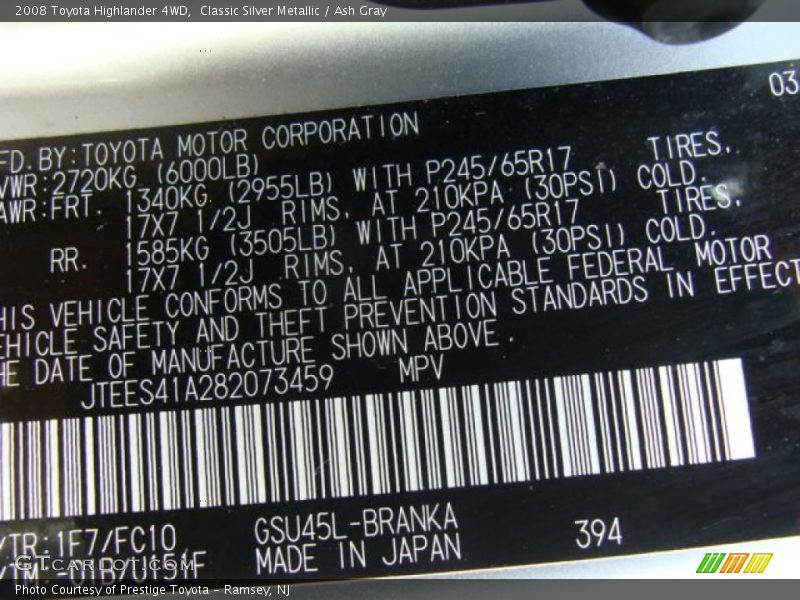 2008 Toyota Highlander 4WD, Classic Silver Metallic / Ash Gray
03
FD. BY: TOYOTA MOTOR CORPORATION
VWR: 2720KG (6000LB)
AWR: FRT. 1340KG (2955LB) WITH P245/65R17 TIRES,
17X7 1/2J RIMS, AT 210KPA (30PSI) COLD.
RR. 1585KG (3505LB) WITH P245/65R17 TIRES,
17X7 1/2J RIMS, AT 210KPA (30PSI) COLD.
HIS VEHICLE CONFORMS TO ALL APPLICABLE FEDERAL MOTOR
EHICLE SAFETY AND THEFT PREVENTION STANDARDS IN EFFECT
HE DATE OF MANUFACTURE SHOWN ABOVE.
JTEES41A282073459 MPV
/TR: 1F7/FC10 GSU45L-BRANKA 394
/TM -01B/U151F MADE IN JAPAN
GTcarlot.com
Photo Courtesy of Prestige Toyota - Ramsey, NJ